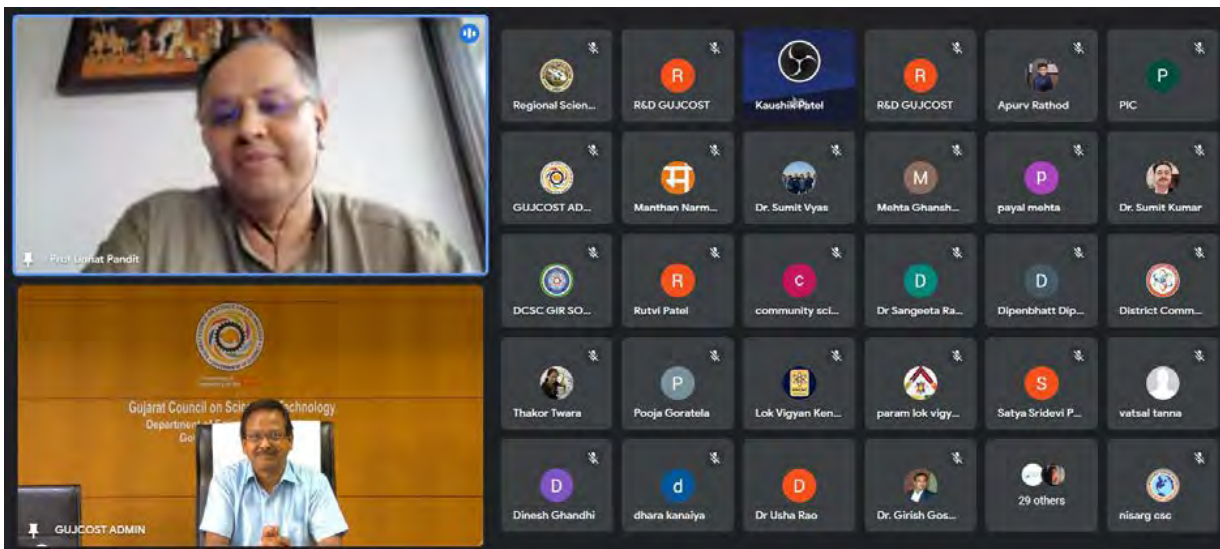 Regional Scien...
R&D GUJCOST
Kaushik Patel
R&D GUJCOST
Apurv Rathod
P
PIC
R
R
GUJCOST AD...
Manthan Narm...
Dr. Sumit Vyas
Mehta Ghansh...
payal mehta
Dr. Sumit Kumar
म
M
P
Prof Unnat Pandit
DCSC GIR SO...
Rutvi Patel
community sci...
Dr Sangeeta Ra...
Dipenbhatt Dip...
District Comm...
R
c
D
D
Gujarat Council on Science Technology
Thakor Twara
Pooja Goratela
Lok Vigyan Ken...
param lok vigy...
Satya Sridevi P...
vatsal tanna
P
S
GUJCOST ADMIN
Dinesh Ghandhi
dhara kanaiya
Dr Usha Rao
Dr. Girish Gos...
29 others
nisarg csc
D
d
D